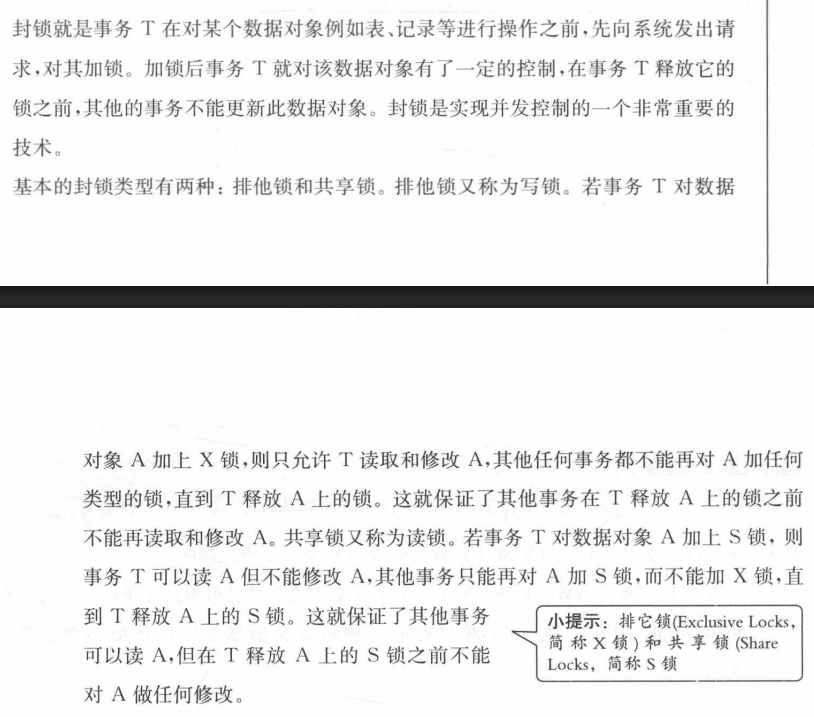 封锁就是事务 T 在对某个数据对象例如表、记录等进行操作之前,先向系统发出请
求,对其加锁。加锁后事务 T 就对该数据对象有了一定的控制,在事务 T 释放它的
锁之前,其他的事务不能更新此数据对象。封锁是实现并发控制的一个非常重要的
技术。
基本的封锁类型有两种: 排他锁和共享锁。排他锁又称为写锁。若事务 T 对数据
对象 A 加上 X 锁,则只允许 T 读取和修改 A,其他任何事务都不能再对 A 加任何
类型的锁,直到 T 释放 A 上的锁。这就保证了其他事务在 T 释放 A 上的锁之前
不能再读取和修改 A。共享锁又称为读锁。若事务 T 对数据对象 A 加上 S 锁, 则
事务 T 可以读 A 但不能修改 A,其他事务只能再对 A 加 S 锁,而不能加 X 锁,直
到 T 释放 A 上的 S 锁。这就保证了其他事务
可以读 A,但在 T 释放 A 上的 S 锁之前不能
对 A 做任何修改。
小提示: 排它锁(Exclusive Locks,
简称 X 锁) 和共享锁 (Share
Locks, 简称 S 锁